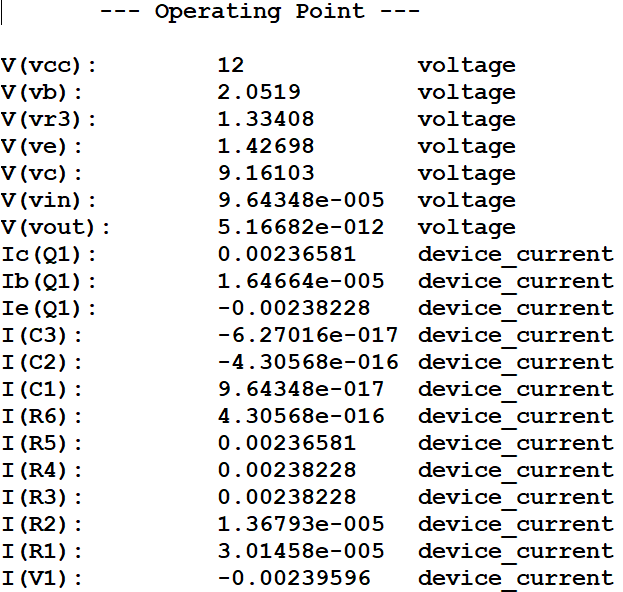 --- Operating Point ---
V(vcc): 12 voltage
V(vb): 2.0519 voltage
V(vr3): 1.33408 voltage
V(ve): 1.42698 voltage
V(vc): 9.16103 voltage
V(vin): 9.64348e-005 voltage
V(vout): 5.16682e-012 voltage
Ic(Q1): 0.00236581 device_current
Ib(Q1): 1.64664e-005 device_current
Ie(Q1): -0.00238228 device_current
I(C3): -6.27016e-017 device_current
I(C2): -4.30568e-016 device_current
I(C1): 9.64348e-017 device_current
I(R6): 4.30568e-016 device_current
I(R5): 0.00236581 device_current
I(R4): 0.00238228 device_current
I(R3): 0.00238228 device_current
I(R2): 1.36793e-005 device_current
I(R1): 3.01458e-005 device_current
I(V1): -0.00239596 device_current